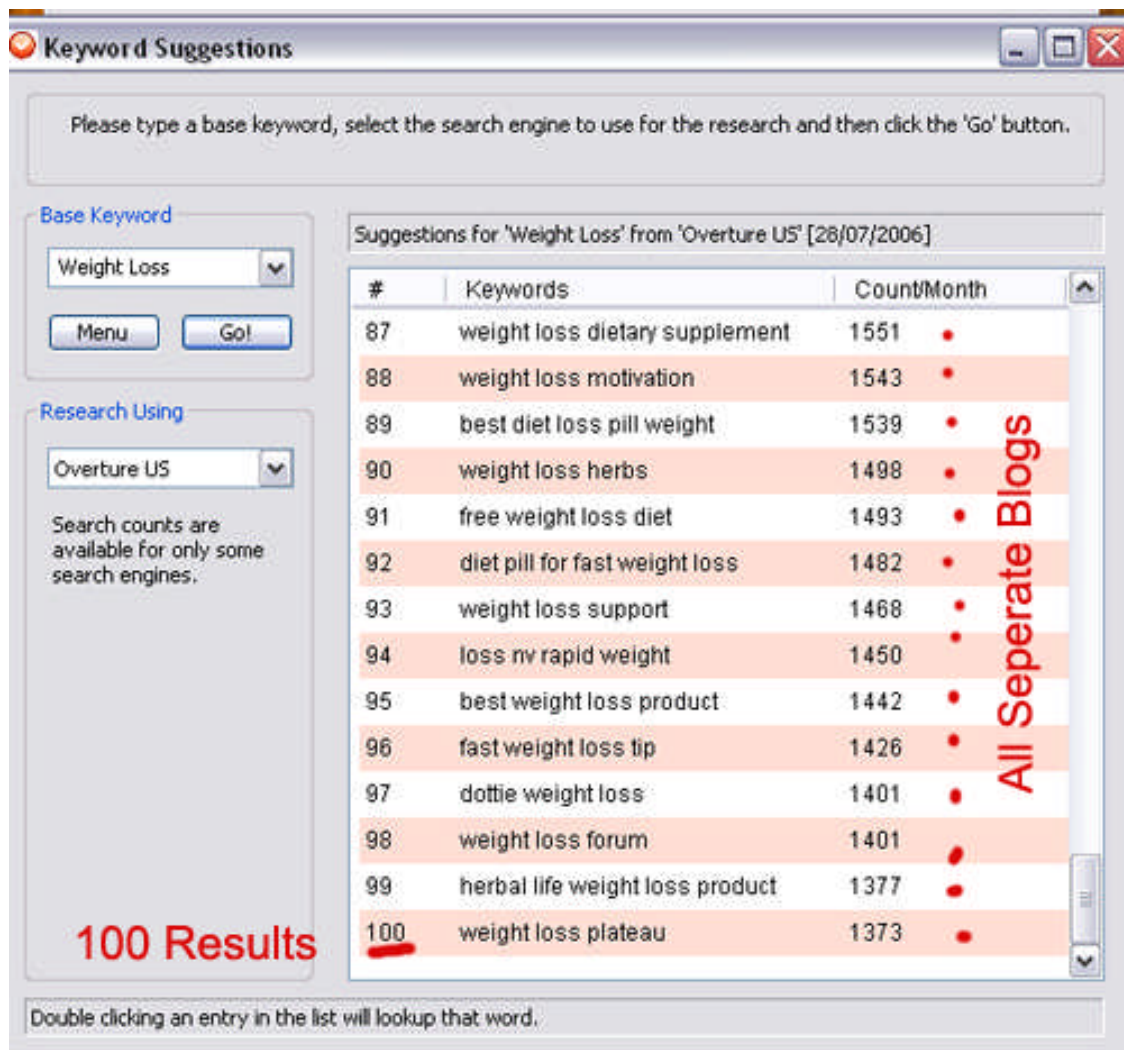 Keyword Suggestions
Please type a base keyword, select the search engine to use for the research and then click the 'Go' button.
Base Keyword
Weight Loss
Menu Go!
Research Using
Overture US
Search counts are
available for only some
search engines.
100 Results
Suggestions for 'Weight Loss' from 'Overture US' [28/07/2006]
# Keywords Count/Month
87 weight loss dietary supplement 1551
88 weight loss motivation 1543
89 best diet loss pill weight 1539
90 weight loss herbs 1498
91 free weight loss diet 1493
92 diet pill for fast weight loss 1482
93 weight loss support 1468
94 loss nv rapid weight 1450
95 best weight loss product 1442
96 fast weight loss tip 1426
97 dottie weight loss 1401
98 weight loss forum 1401
99 herbal life weight loss product 1377
100 weight loss plateau 1373
All Seperate Blogs
Double clicking an entry in the list will lookup that word.